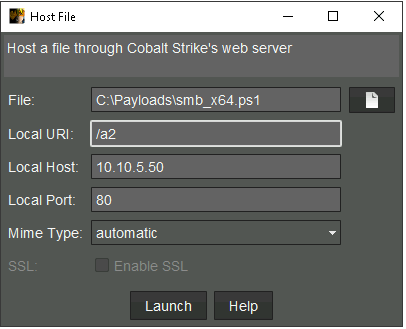 Host File
Host a file through Cobalt Strike's web server
File: C:\Payloads\smb_x64.ps1
Local URI: /a2
Local Host: 10.10.5.50
Local Port: 80
Mime Type: automatic
SSL: Enable SSL
Launch Help